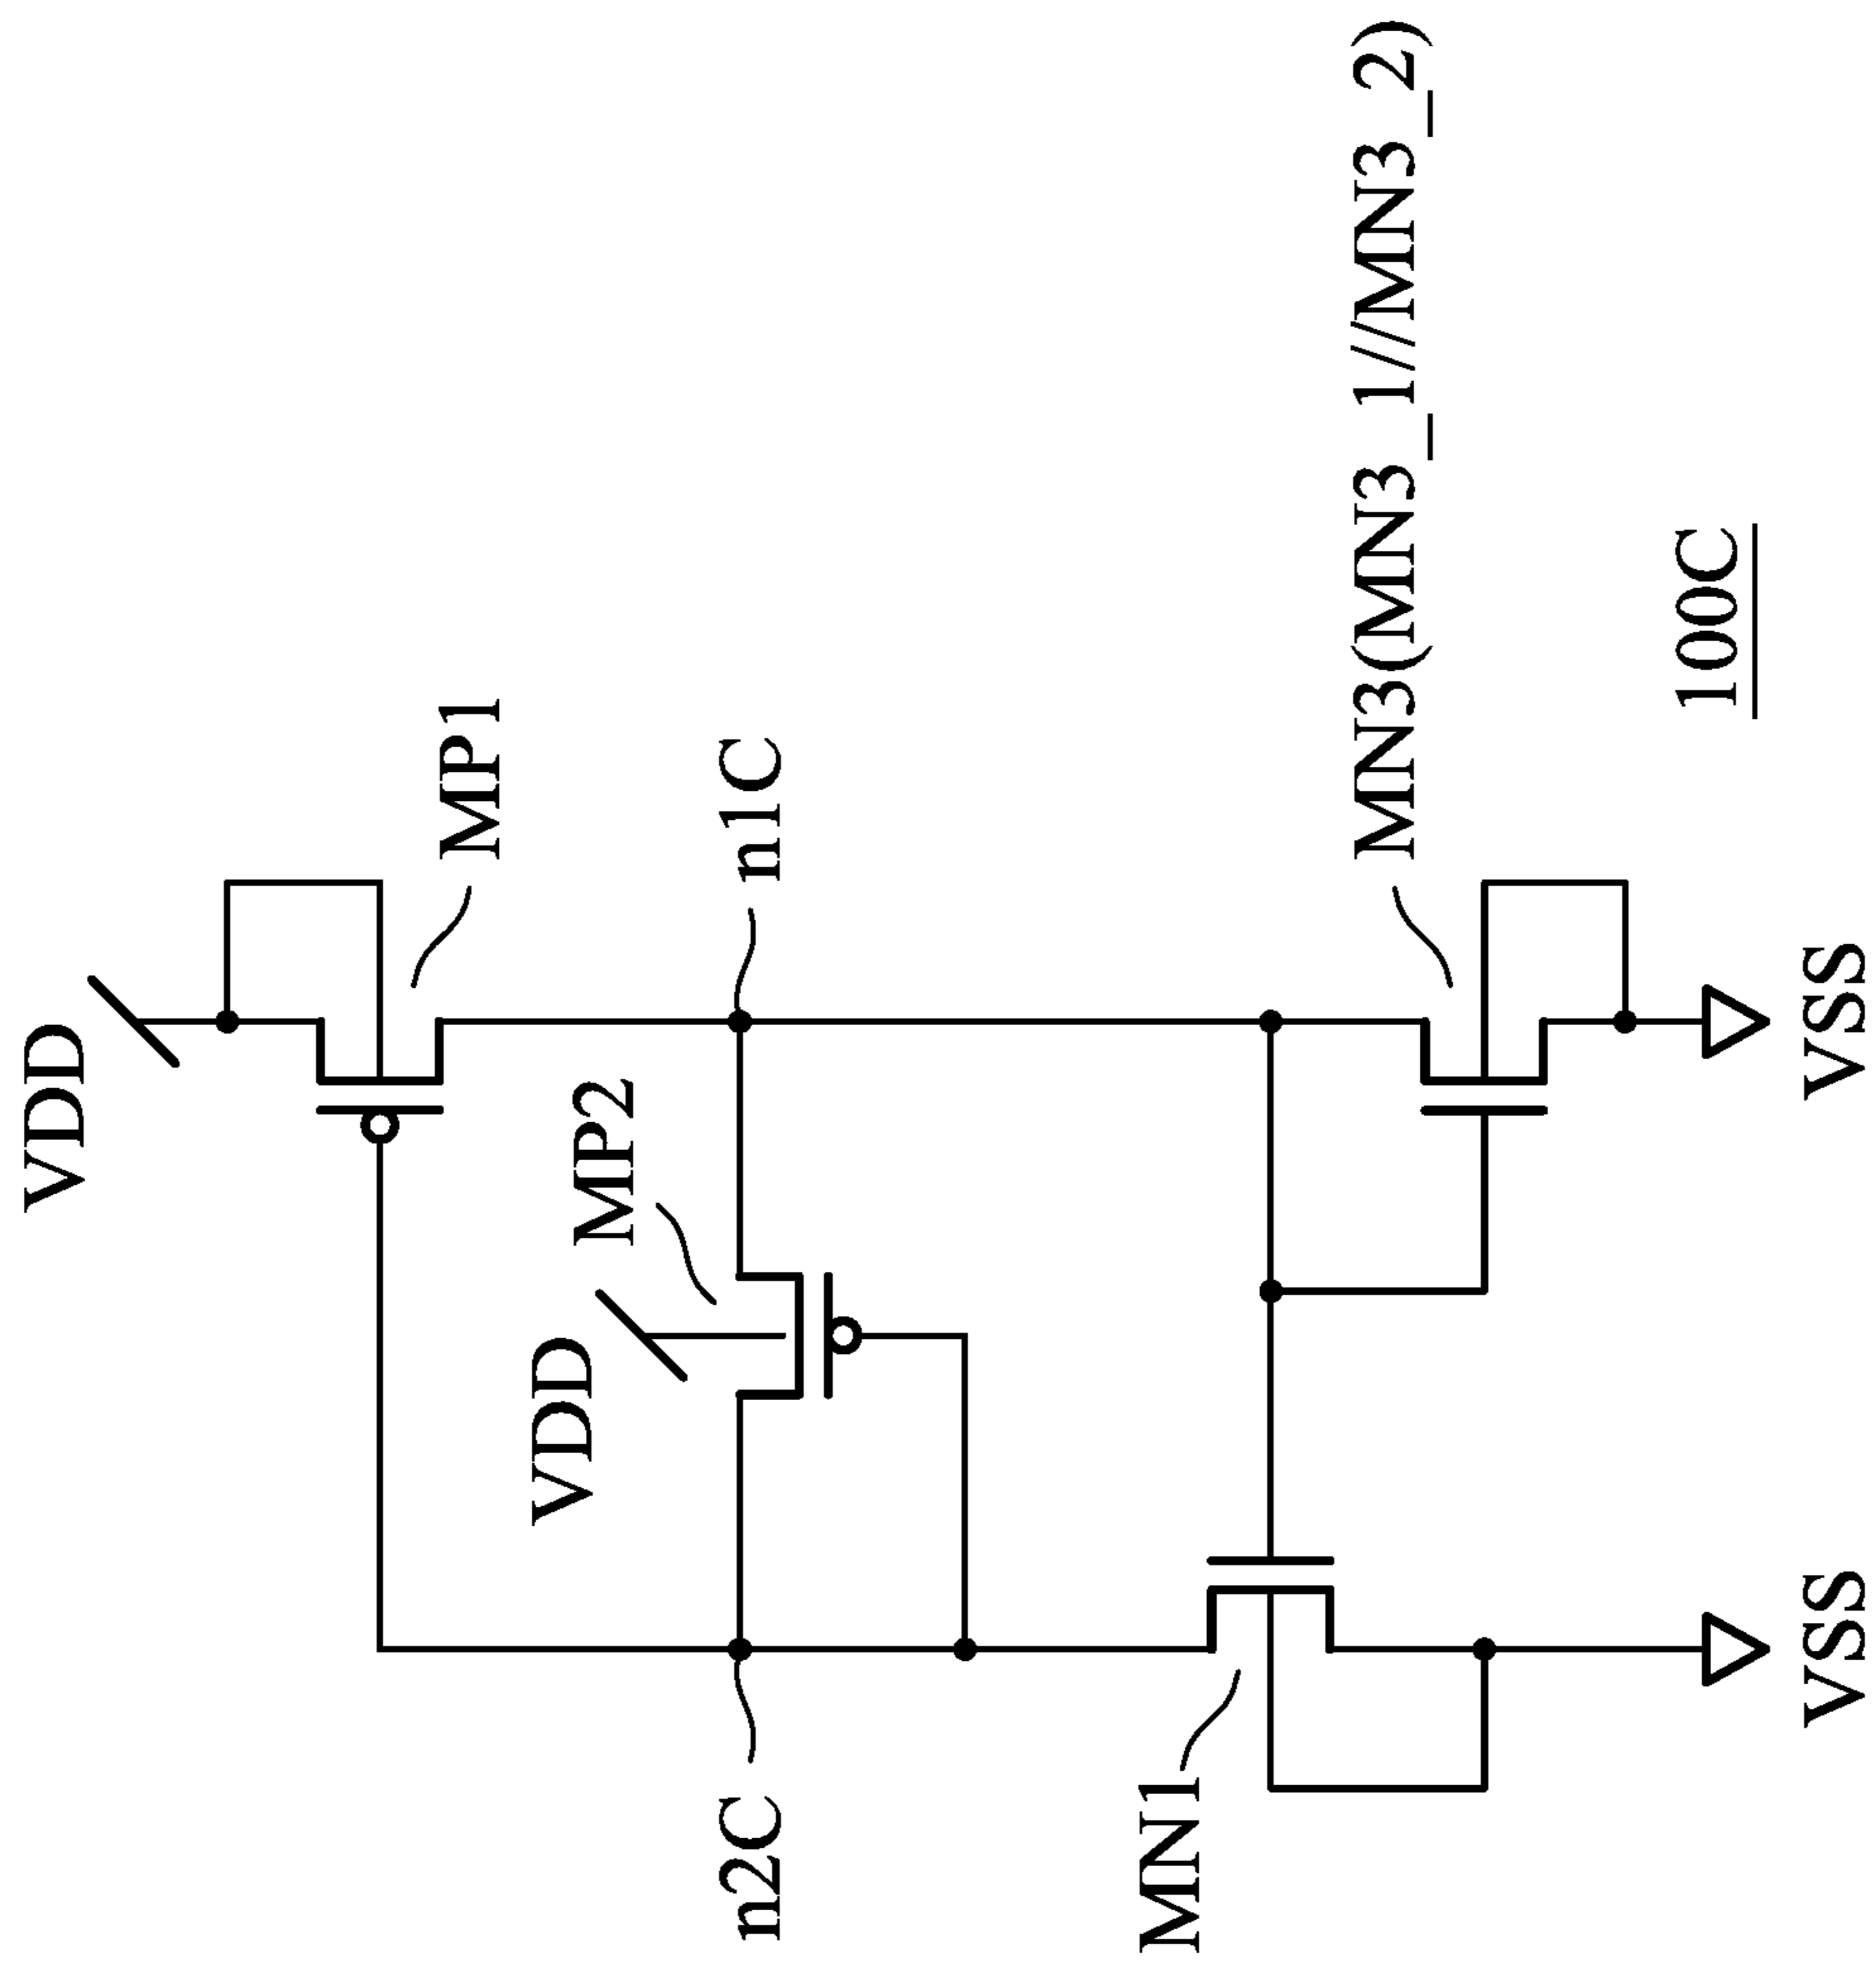 VDD
MP1
MP2
VDD
n1C
n2C
MN1
MN3(MN3_1//MN3_2)
100C
VSS
VSS